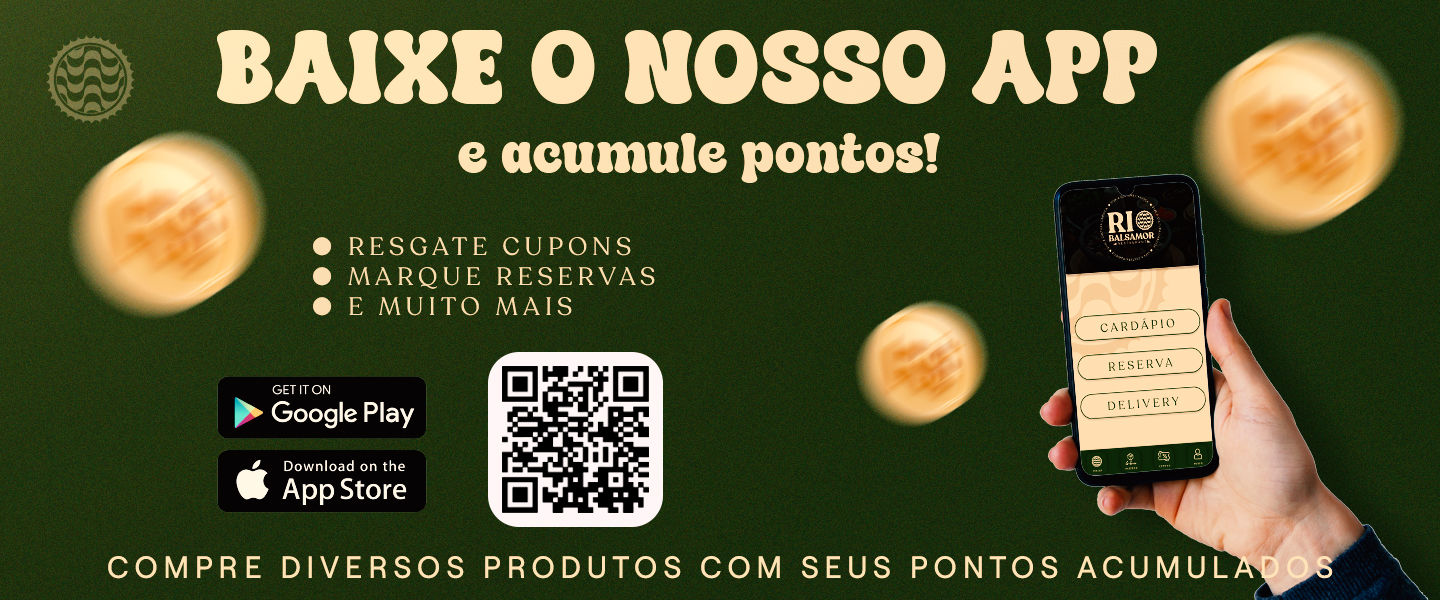 BAIXE O NOSSO APP
e acumule pontos!
RESGATE CUPONS
MARQUE RESERVAS
E MUITO MAIS
GET IT ON
Google Play
Download on the
App Store
RIO
BALSAMOR
CARDÁPIO
RESERVA
DELIVERY
COMPRE DIVERSOS PRODUTOS COM SEUS PONTOS ACUMULADOS